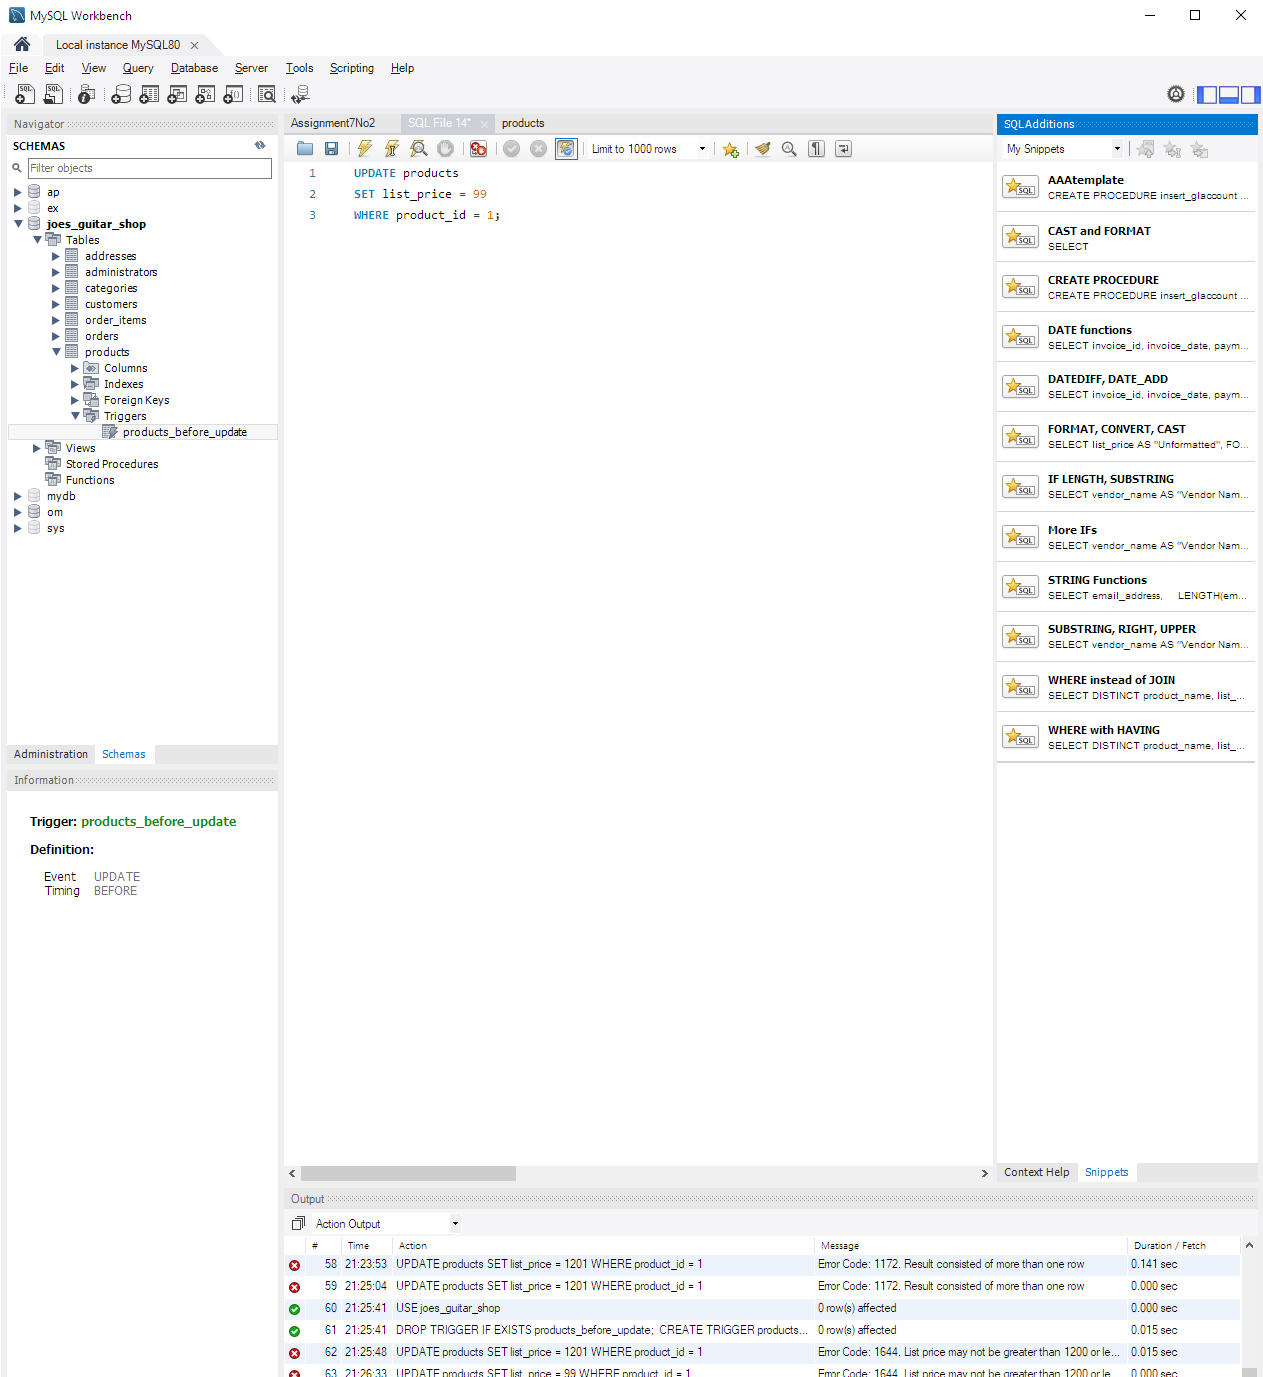 MySQL Workbench
Local instance MySQL80
File Edit View Query Database Server Tools Scripting Help
Navigator
SCHEMAS
Filter objects
ap
ex
joes_guitar_shop
Tables
addresses
administrators
categories
customers
order_items
orders
products
Columns
Indexes
Foreign Keys
Triggers
products_before_update
Views
Stored Procedures
Functions
mydb
om
sys
Administration Schemas
Information
Trigger: products_before_update
Definition:
Event UPDATE
Timing BEFORE
Assignment7No2 SQL File 14* products
Limit to 1000 rows
1 UPDATE products
2 SET list_price = 99
3 WHERE product_id = 1;
SQLAdditions
My Snippets
AAAtemplate
CREATE PROCEDURE insert_glaccount ...
CAST and FORMAT
SELECT
CREATE PROCEDURE
CREATE PROCEDURE insert_glaccount ...
DATE functions
SELECT invoice_id, invoice_date, paym...
DATEDIFF, DATE_ADD
SELECT invoice_id, invoice_date, paym...
FORMAT, CONVERT, CAST
SELECT list_price AS "Unformatted", FO...
IF LENGTH, SUBSTRING
SELECT vendor_name AS "Vendor Nam...
More IFs
SELECT vendor_name AS "Vendor Nam...
STRING Functions
SELECT email_address, LENGTH(em...
SUBSTRING, RIGHT, UPPER
SELECT vendor_name AS "Vendor Nam...
WHERE instead of JOIN
SELECT DISTINCT product_name, list_...
WHERE with HAVING
SELECT DISTINCT product_name, list_...
Context Help Snippets
Output
Action Output
# Time Action Message Duration / Fetch
58 21:23:53 UPDATE products SET list_price = 1201 WHERE product_id = 1 Error Code: 1172. Result consisted of more than one row 0.141 sec
59 21:25:04 UPDATE products SET list_price = 1201 WHERE product_id = 1 Error Code: 1172. Result consisted of more than one row 0.000 sec
60 21:25:41 USE joes_guitar_shop 0 row(s) affected 0.000 sec
61 21:25:41 DROP TRIGGER IF EXISTS products_before_update; CREATE TRIGGER products... 0 row(s) affected 0.015 sec
62 21:25:48 UPDATE products SET list_price = 1201 WHERE product_id = 1 Error Code: 1644. List price may not be greater than 1200 or le... 0.015 sec
63 21:26:33 UPDATE products SET list_price = 99 WHERE product_id = 1 Error Code: 1644. List price may not be greater than 1200 or le... 0.000 sec